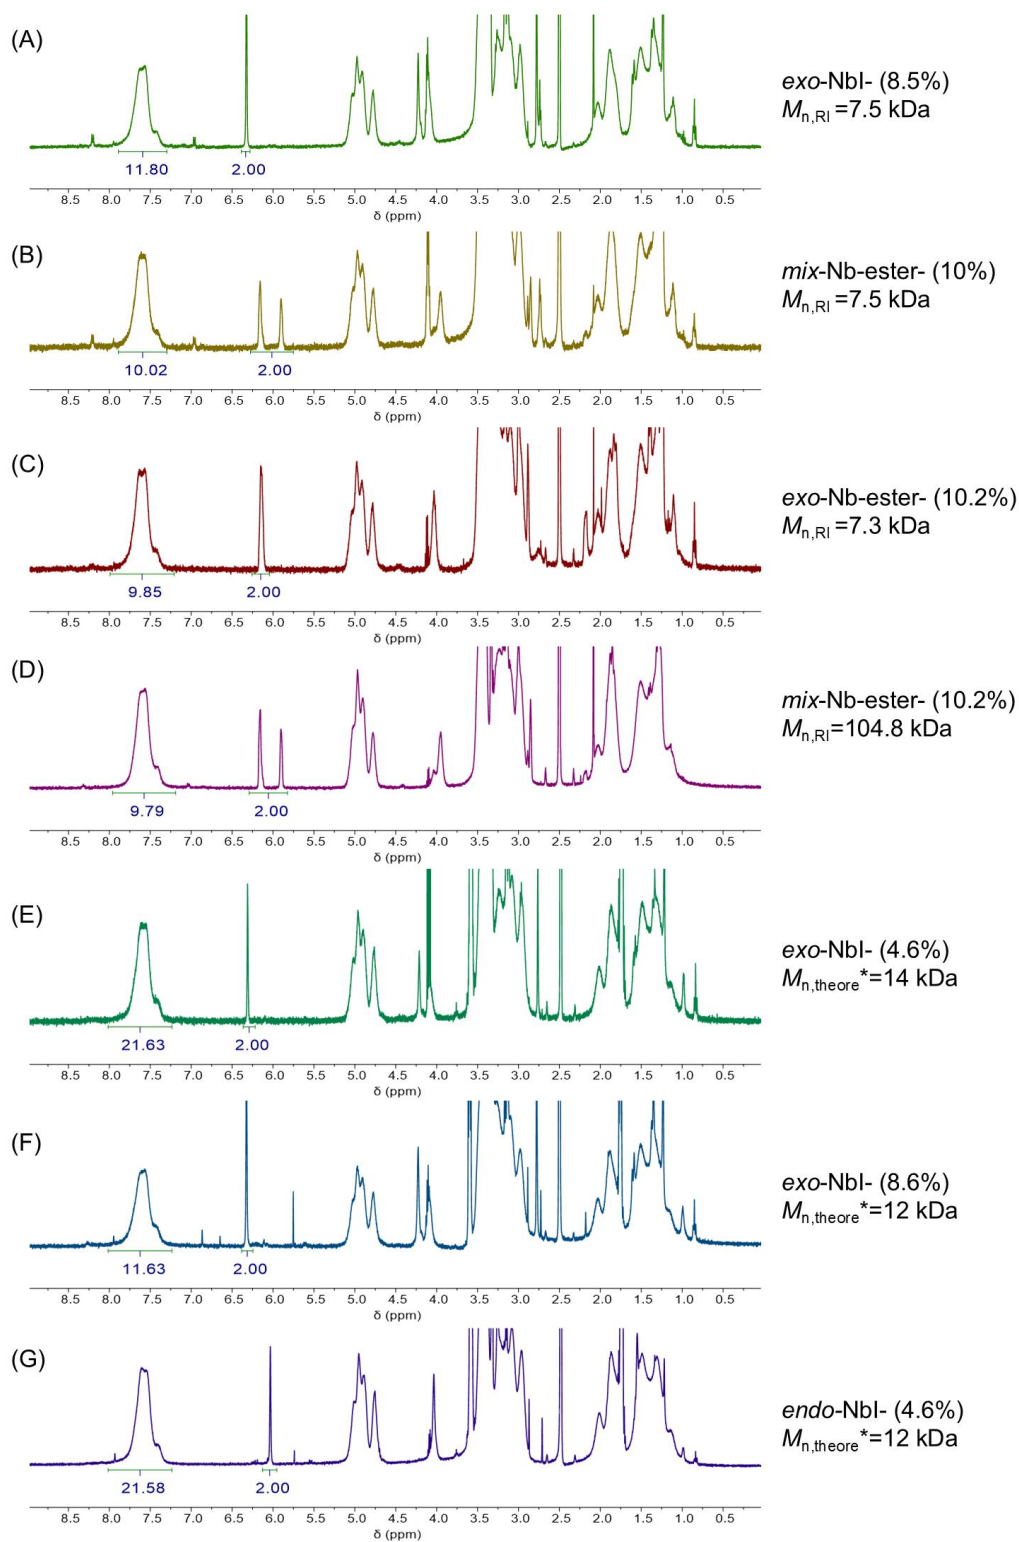 (A)
exo-NbI- (8.5%)
Mn,RI =7.5 kDa
11.80 2.00
8.5 8.0 7.5 7.0 6.5 6.0 5.5 5.0 4.5 4.0 3.5 3.0 2.5 2.0 1.5 1.0 0.5
δ (ppm)
(B)
mix-Nb-ester- (10%)
Mn,RI =7.5 kDa
10.02 2.00
8.5 8.0 7.5 7.0 6.5 6.0 5.5 5.0 4.5 4.0 3.5 3.0 2.5 2.0 1.5 1.0 0.5
δ (ppm)
(C)
exo-Nb-ester- (10.2%)
Mn,RI =7.3 kDa
9.85 2.00
8.5 8.0 7.5 7.0 6.5 6.0 5.5 5.0 4.5 4.0 3.5 3.0 2.5 2.0 1.5 1.0 0.5
δ (ppm)
(D)
mix-Nb-ester- (10.2%)
Mn,RI=104.8 kDa
9.79 2.00
8.5 8.0 7.5 7.0 6.5 6.0 5.5 5.0 4.5 4.0 3.5 3.0 2.5 2.0 1.5 1.0 0.5
δ (ppm)
(E)
exo-NbI- (4.6%)
Mn,theore*=14 kDa
21.63 2.00
8.5 8.0 7.5 7.0 6.5 6.0 5.5 5.0 4.5 4.0 3.5 3.0 2.5 2.0 1.5 1.0 0.5
δ (ppm)
(F)
exo-NbI- (8.6%)
Mn,theore*=12 kDa
11.63 2.00
8.5 8.0 7.5 7.0 6.5 6.0 5.5 5.0 4.5 4.0 3.5 3.0 2.5 2.0 1.5 1.0 0.5
δ (ppm)
(G)
endo-NbI- (4.6%)
Mn,theore*=12 kDa
21.58 2.00
8.5 8.0 7.5 7.0 6.5 6.0 5.5 5.0 4.5 4.0 3.5 3.0 2.5 2.0 1.5 1.0 0.5
δ (ppm)